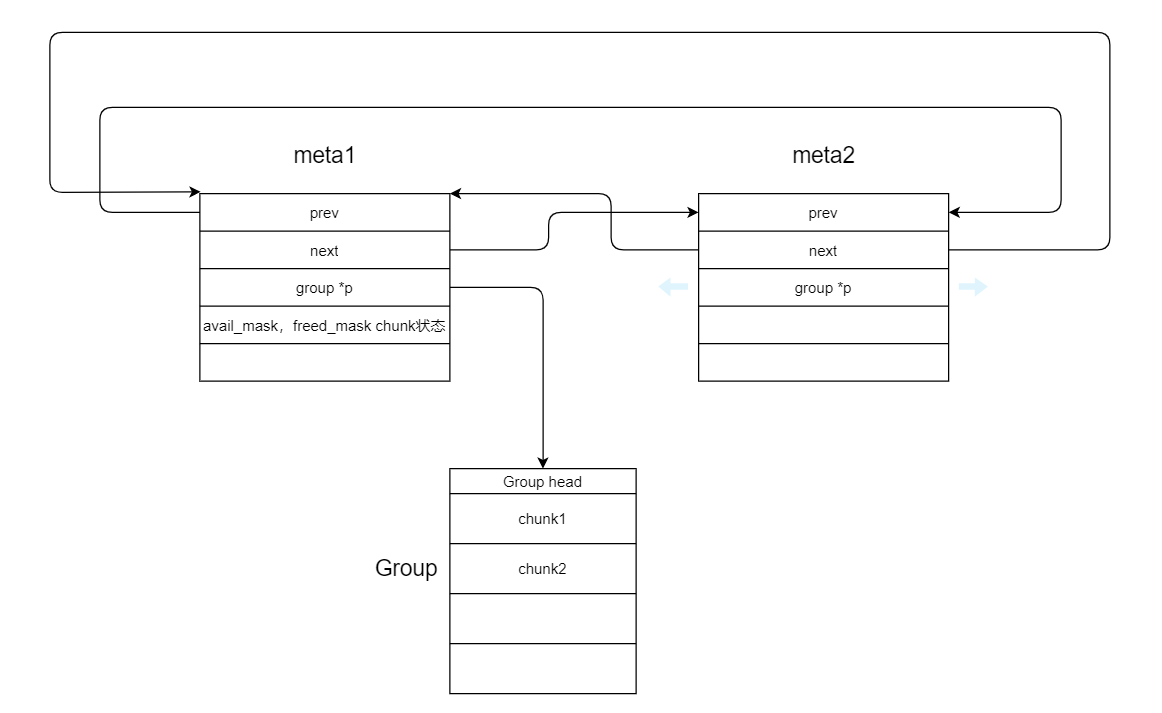 meta1
meta2
prev
next
group *p
avail_mask，freed_mask chunk状态
prev
next
group *p
Group
Group head
chunk1
chunk2